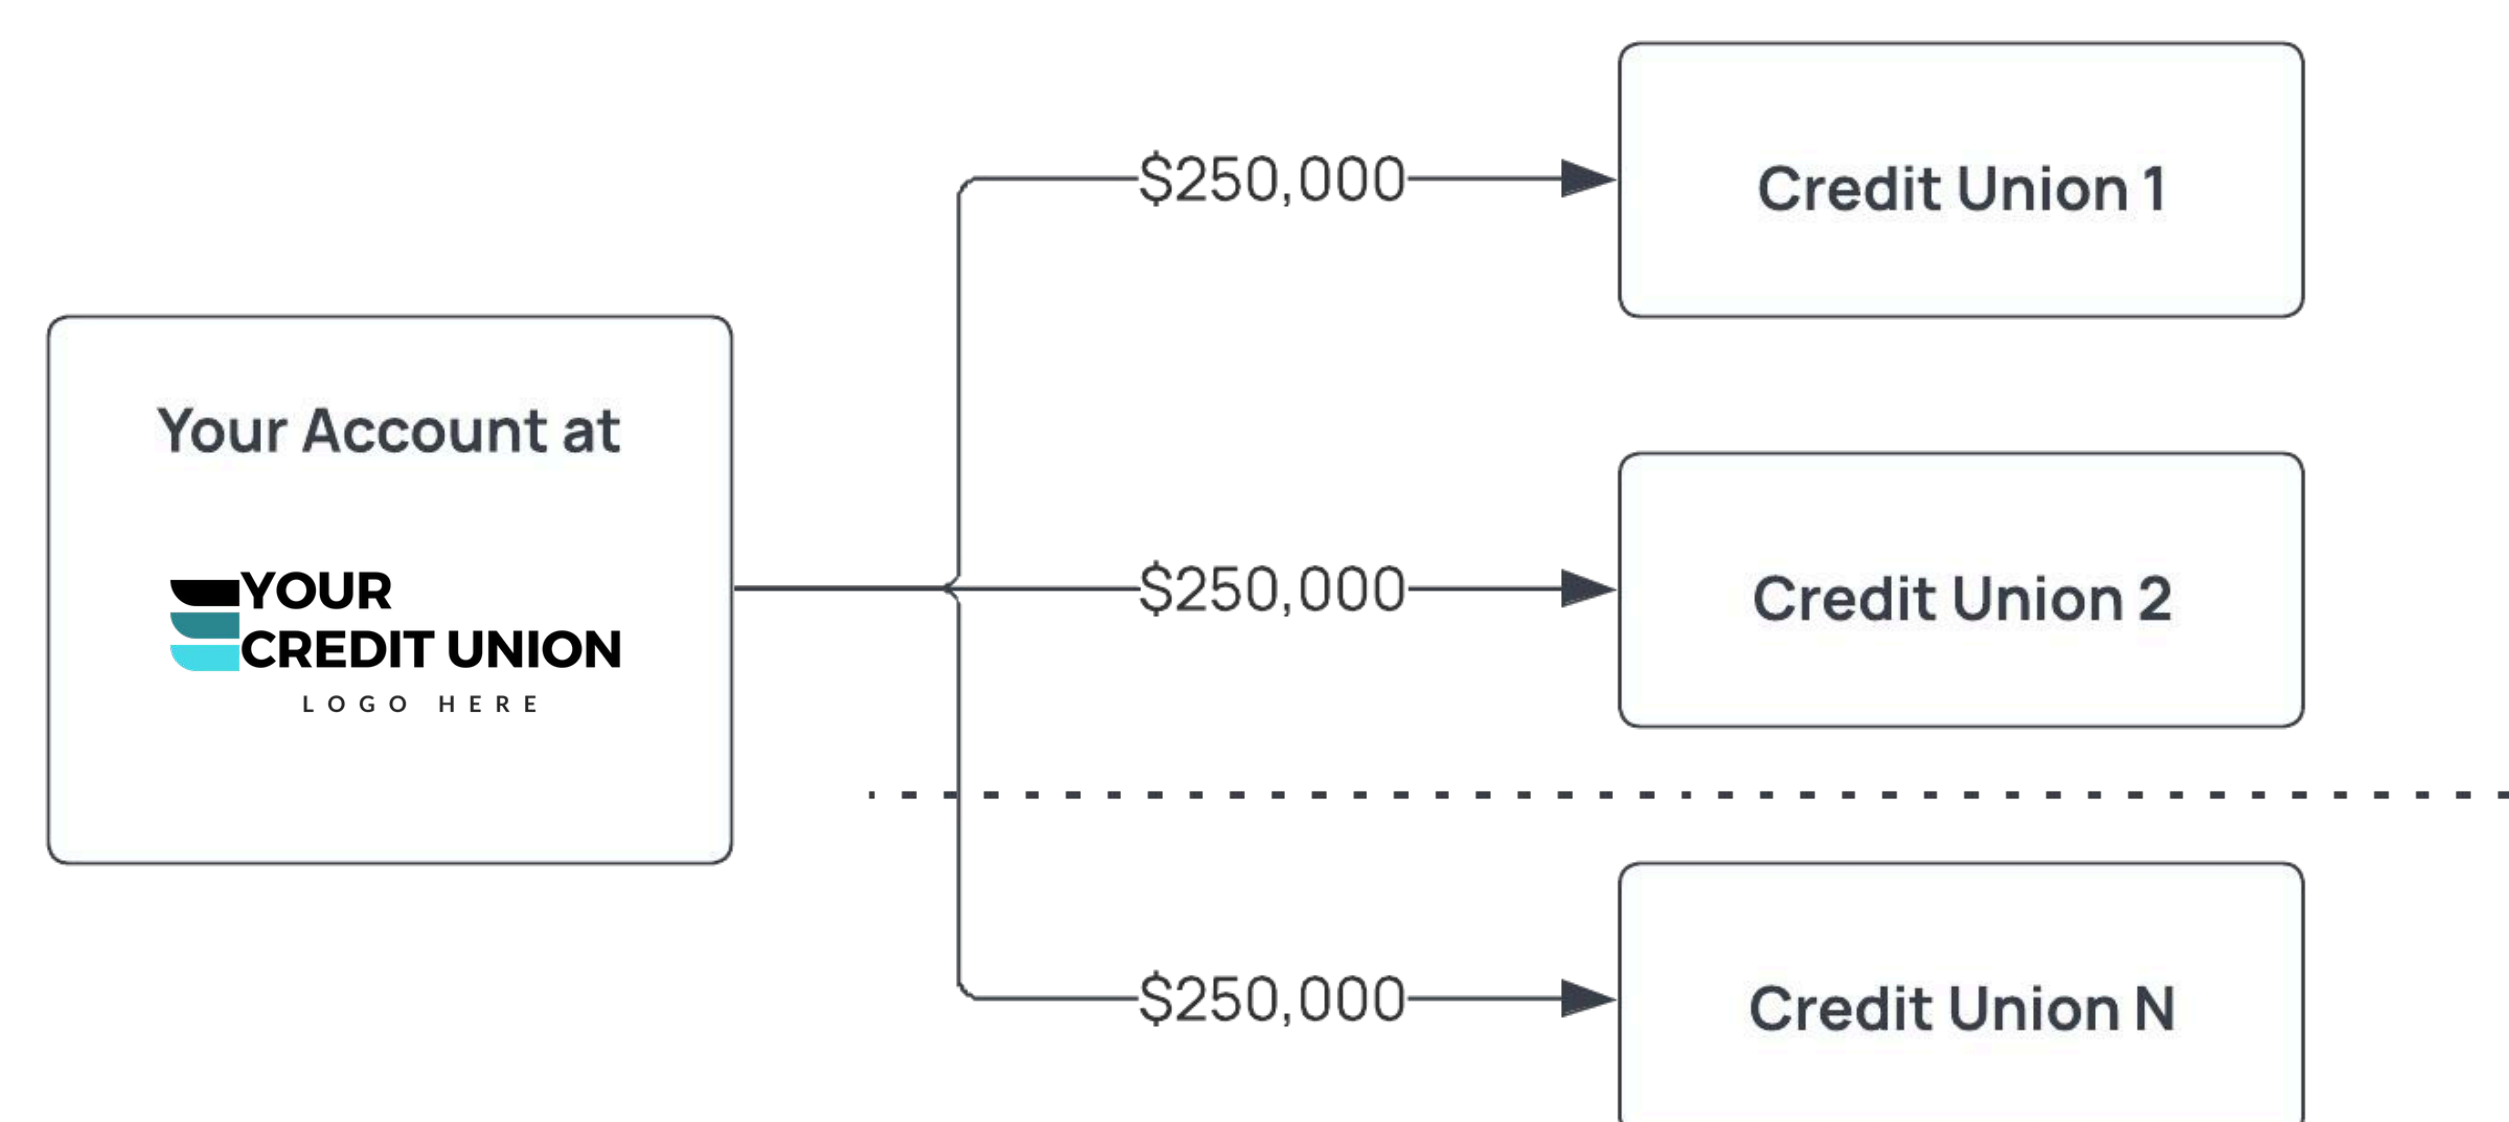 Your Account at
YOUR
CREDIT UNION
LOGO HERE
$250,000
Credit Union 1
$250,000
Credit Union 2
$250,000
Credit Union N